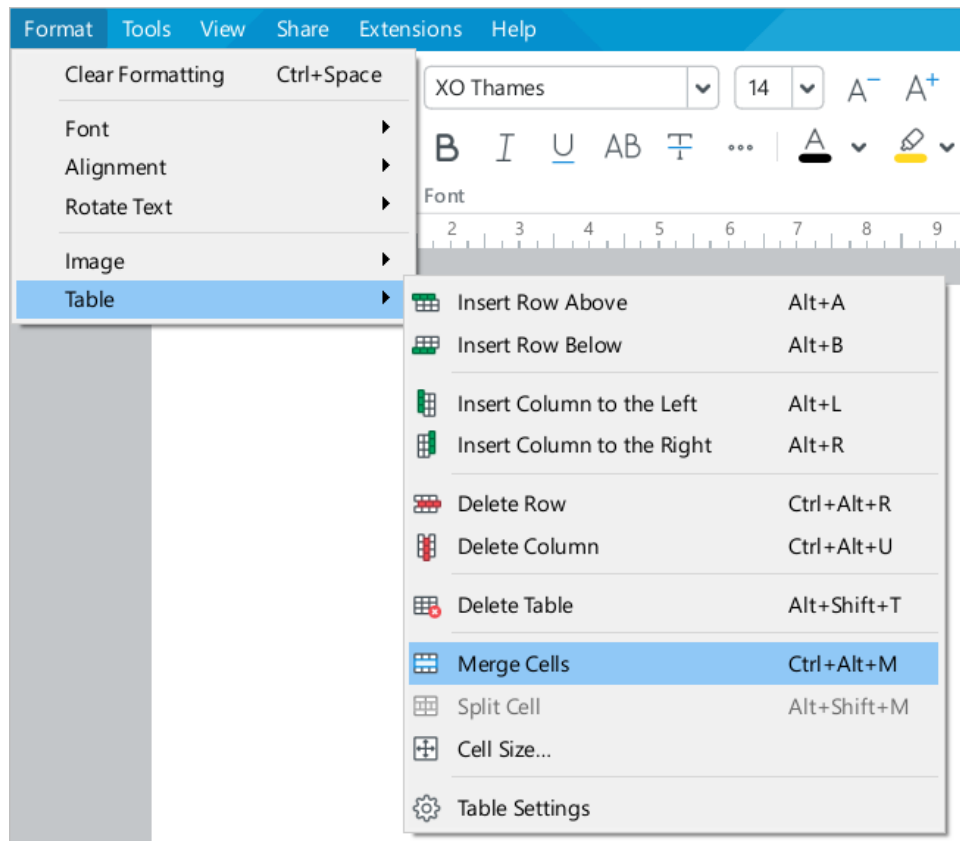 Format Tools View Share Extensions Help
Clear Formatting Ctrl+Space
XO Thames 14 A− A+
Font
Alignment
Rotate Text
B I U AB T A
Font
2 3 4 5 6 7 8 9
Image
Table
Insert Row Above Alt+A
Insert Row Below Alt+B
Insert Column to the Left Alt+L
Insert Column to the Right Alt+R
Delete Row Ctrl+Alt+R
Delete Column Ctrl+Alt+U
Delete Table Alt+Shift+T
Merge Cells Ctrl+Alt+M
Split Cell Alt+Shift+M
Cell Size...
Table Settings